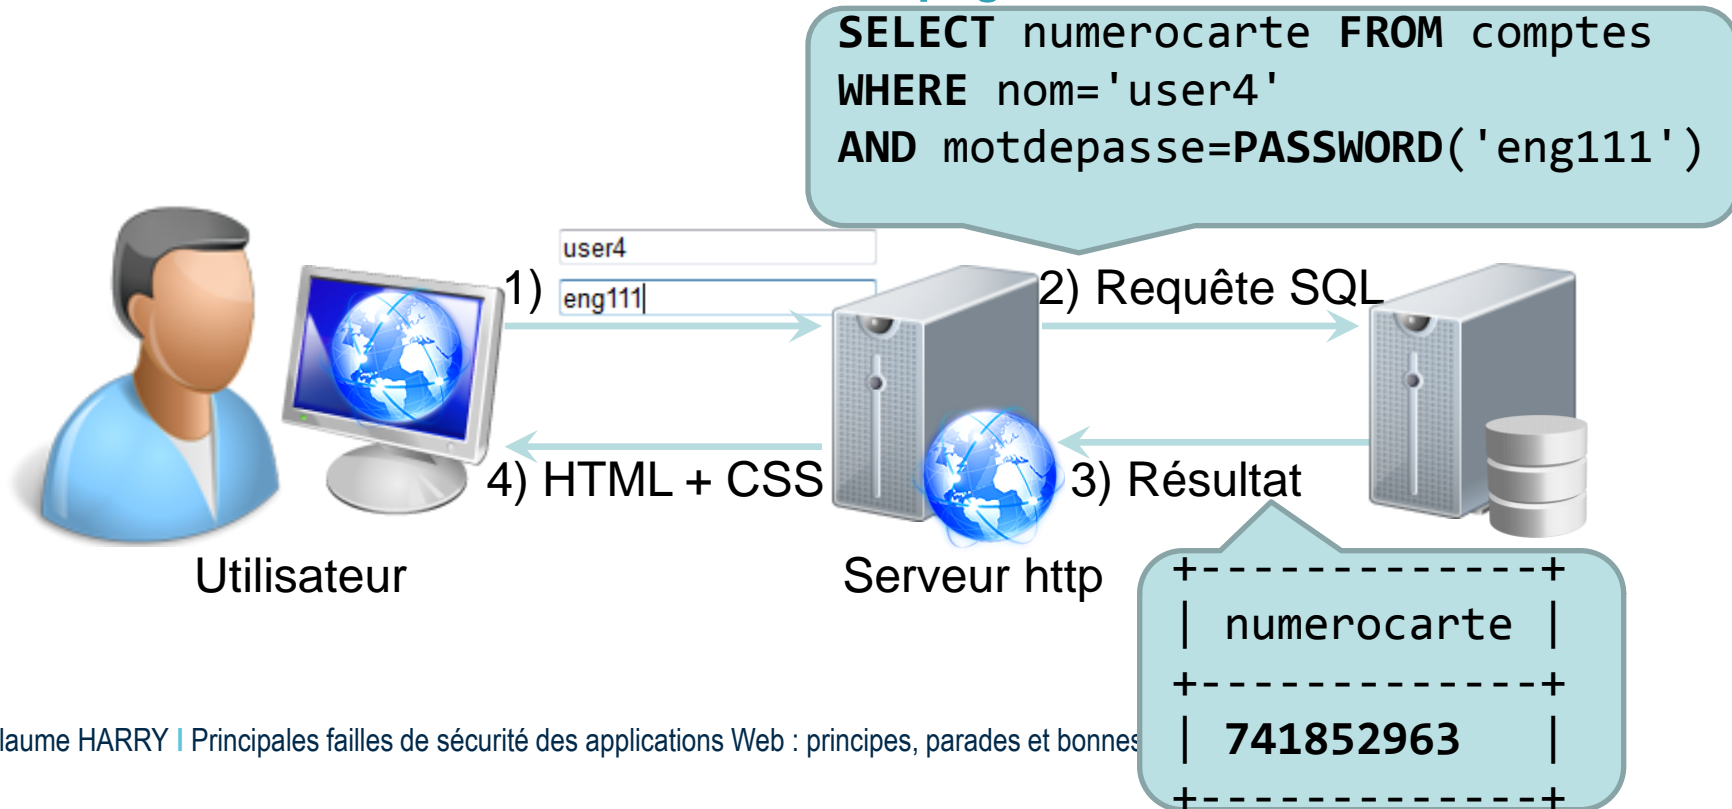 SELECT numerocarte FROM comptes
WHERE nom='user4'
AND motdepasse=PASSWORD('eng111')
user4
1)
eng111
2) Requête SQL
4) HTML + CSS
3) Résultat
Utilisateur
Serveur http
+-------------+
| numerocarte |
+-------------+
| 741852963 |
+-------------+
laume HARRY I Principales failles de sécurité des applications Web : principes, parades et bonnes